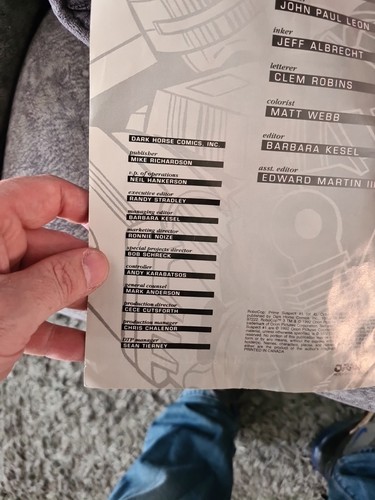 JOHN PAUL LEON
inker
JEFF ALBRECHT
letterer
CLEM ROBINS
colorist
MATT WEBB
editor
BARBARA KESEL
asst. editor
EDWARD MARTIN III
DARK HORSE COMICS, INC.
publisher
MIKE RICHARDSON
v.p. of operations
NEIL HANKERSON
executive editor
RANDY STRADLEY
managing editor
BARBARA KESEL
marketing director
RONNIE NOIZE
special projects director
BOB SCHRECK
controller
ANDY KARABATSOS
general counsel
MARK ANDERSON
production director
CECE CUTSFORTH
production manager
CHRIS CHALENOR
DTP manager
SEAN TIERNEY
PRINTED IN CANADA